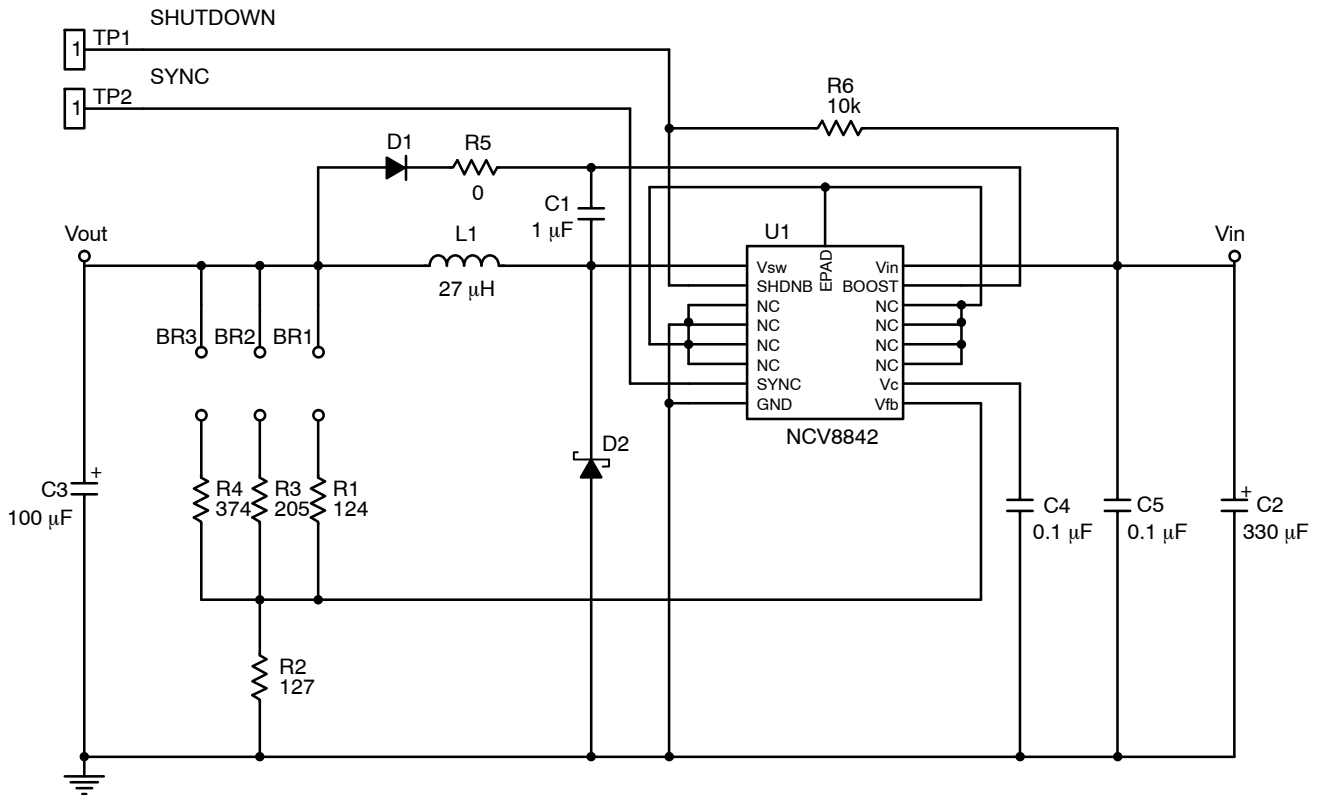 SHUTDOWN
1 TP1
SYNC
1 TP2
R6
10k
D1 R5
0
C1
1 μF
Vout
L1
27 μH
U1
Vin
EPAD
Vsw Vin
SHDNB BOOST
NC NC
NC NC
NC NC
NC NC
SYNC Vc
GND Vfb
NCV8842
BR3 BR2 BR1
D2
+
C3
100 μF
R4
374
R3
205
R1
124
C4
0.1 μF
C5
0.1 μF
+
C2
330 μF
R2
127